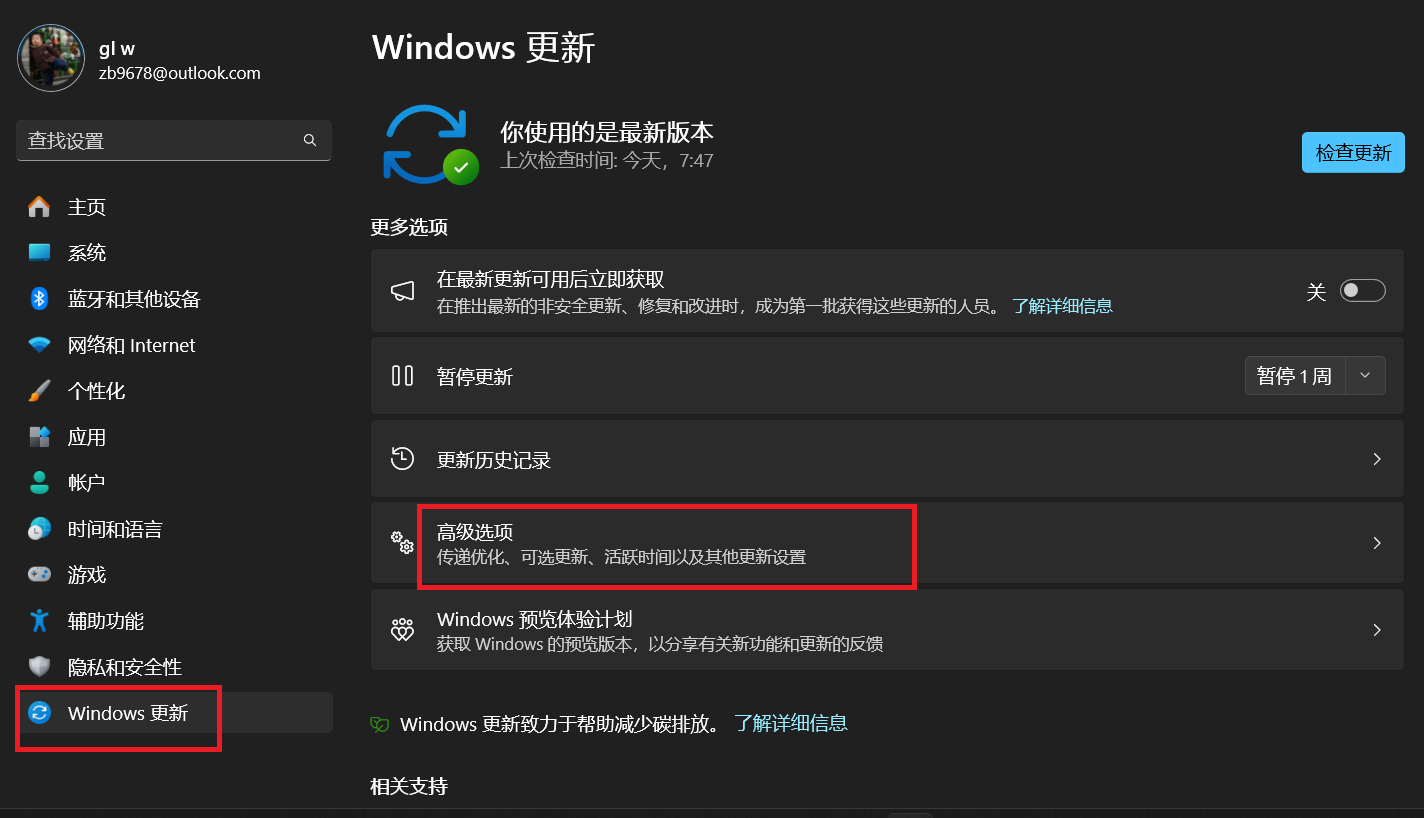 gl w
zb9678@outlook.com
查找设置
主页
系统
蓝牙和其他设备
网络和 Internet
个性化
应用
帐户
时间和语言
游戏
辅助功能
隐私和安全性
Windows 更新
Windows 更新
你使用的是最新版本
上次检查时间: 今天，7:47
检查更新
更多选项
在最新更新可用后立即获取
在推出最新的非安全更新、修复和改进时，成为第一批获得这些更新的人员。 了解详细信息
关
暂停更新
暂停 1 周
更新历史记录
高级选项
传递优化、可选更新、活跃时间以及其他更新设置
Windows 预览体验计划
获取 Windows 的预览版本，以分享有关新功能和更新的反馈
Windows 更新致力于帮助减少碳排放。 了解详细信息
相关支持